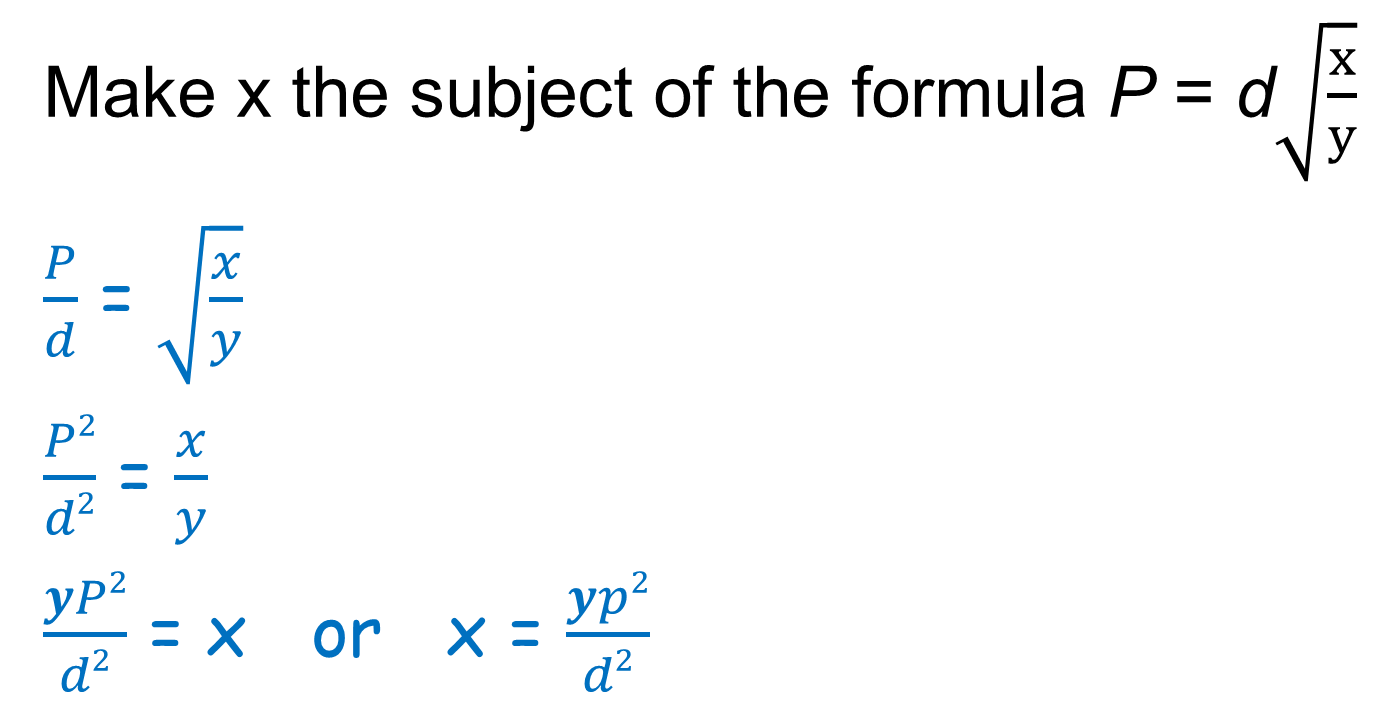 Make x the subject of the formula P = d√(x/y)
P/d = √(x/y)
P²/d² = x/y
yP²/d² = x or x = yp²/d²